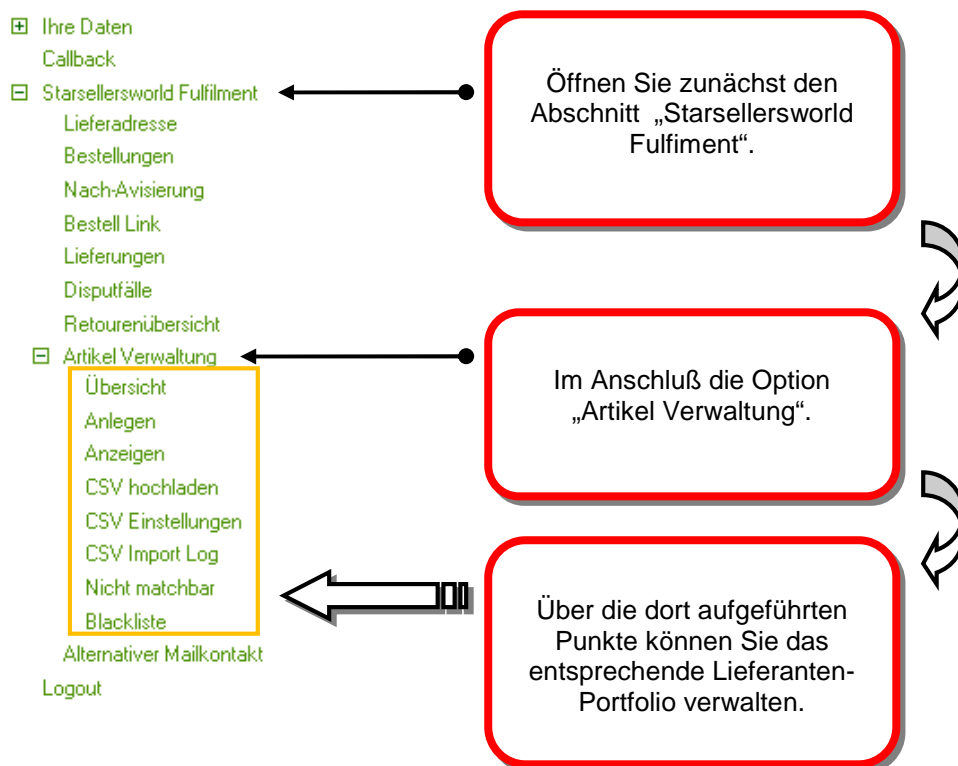 Ihre Daten
Callback
Starsellersworld Fulfilment
Lieferadresse
Bestellungen
Nach-Avisierung
Bestell Link
Lieferungen
Disputfälle
Retourenübersicht
Artikel Verwaltung
Übersicht
Anlegen
Anzeigen
CSV hochladen
CSV Einstellungen
CSV Import Log
Nicht matchbar
Blackliste
Alternativer Mailkontakt
Logout
Öffnen Sie zunächst den
Abschnitt „Starsellersworld
Fulfiment“.
Im Anschluß die Option
„Artikel Verwaltung“.
Über die dort aufgeführten
Punkte können Sie das
entsprechende Lieferanten-
Portfolio verwalten.